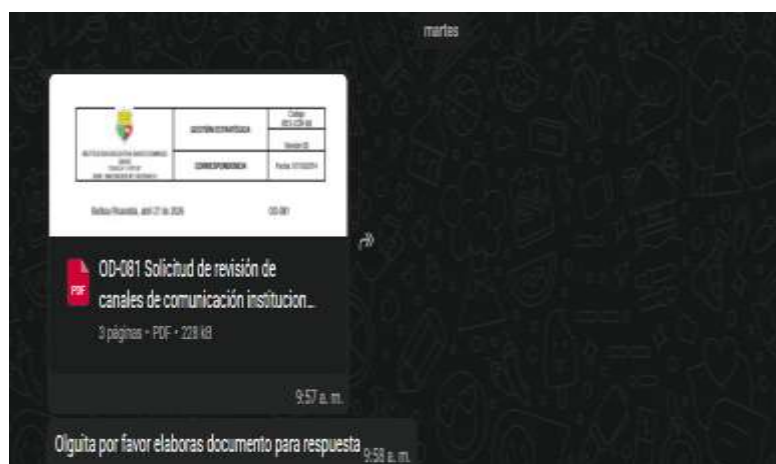 martes
GESTIÓN ESTRATÉGICA
CORRESPONDENCIA
OD-081
PDF
OD-081 Solicitud de revisión de
canales de comunicación institucion...
3 páginas • PDF • 228 kB
9:57 a. m.
Olguita por favor elaboras documento para respuesta
9:58 a. m.